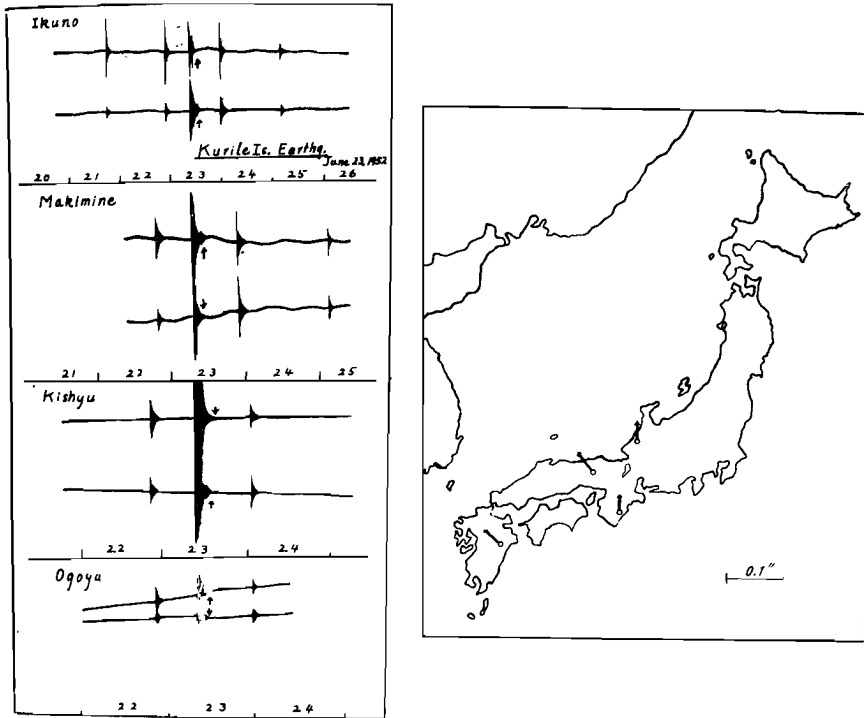 Ikuno
Kurile Is. Earthq.
June 23, 1952
20 21 22 23 24 25 26
Makimine
21 22 23 24 25
Kishyu
22 23 24
Ogoya
22 23 24
0.1"